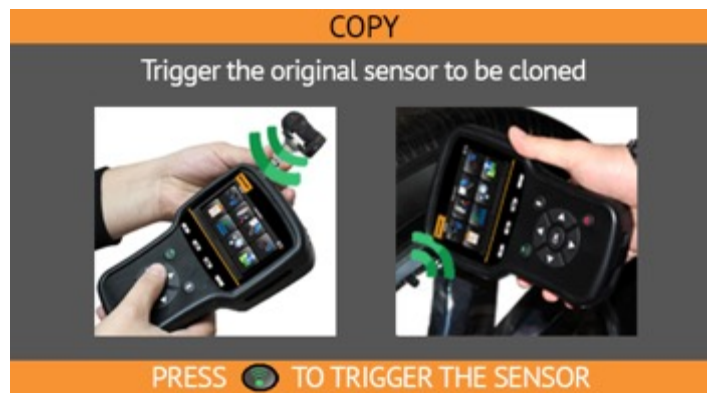 COPY
Trigger the original sensor to be cloned
PRESS TO TRIGGER THE SENSOR